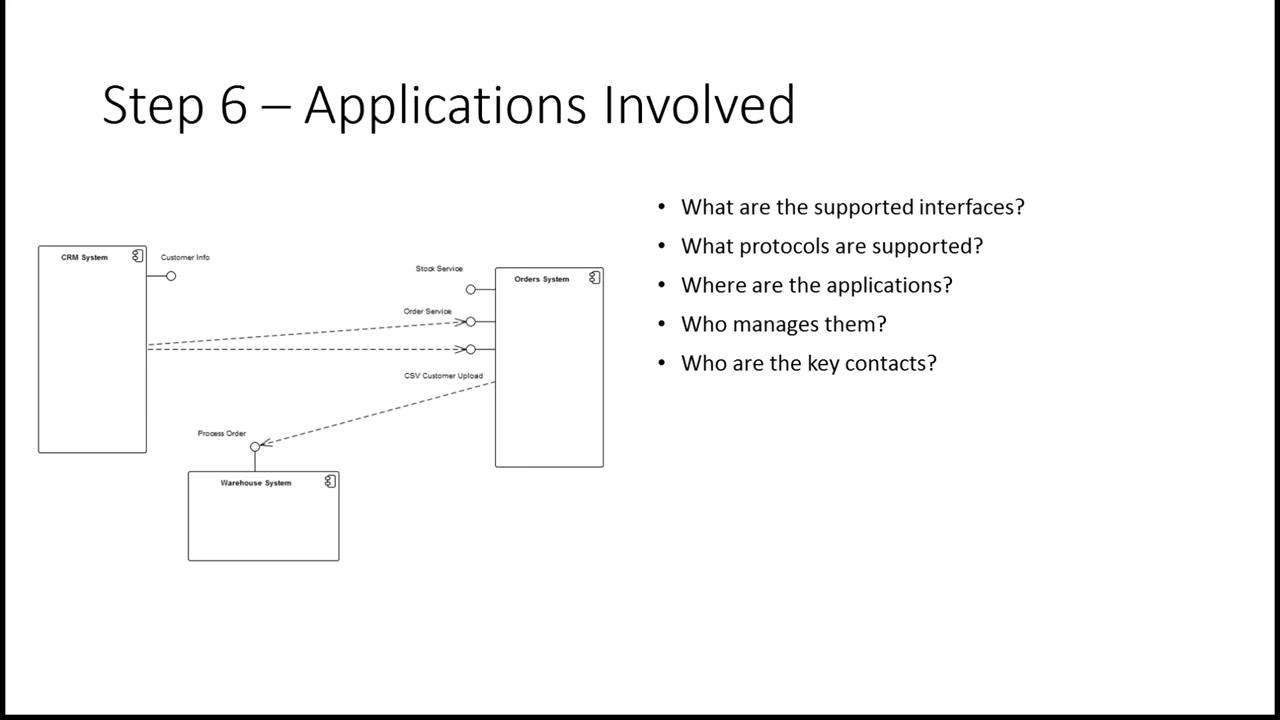 Step 6 – Applications Involved
CRM System
Customer Info
Stock Service
Orders System
Order Service
CSV Customer Upload
Process Order
Warehouse System
• What are the supported interfaces?
• What protocols are supported?
• Where are the applications?
• Who manages them?
• Who are the key contacts?